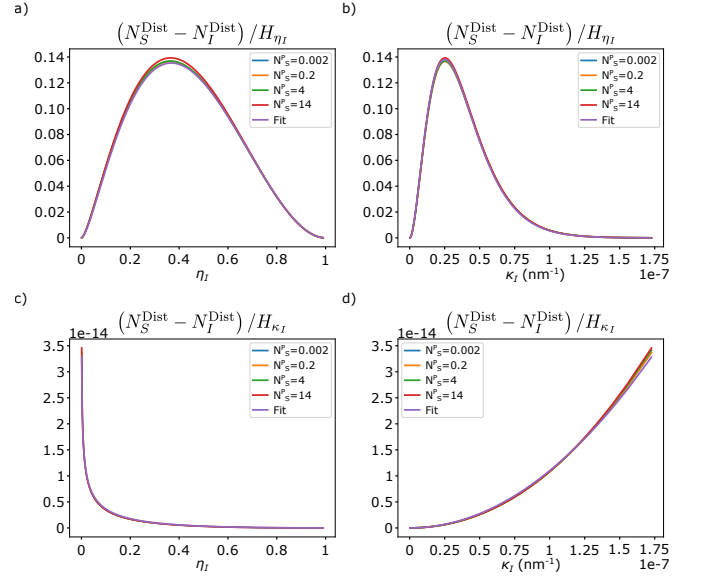 a)
(N_S^Dist − N_I^Dist) / H_η_I
0.14
0.12
0.10
0.08
0.06
0.04
0.02
0
0 0.2 0.4 0.6 0.8 1
η_I
N^P_S=0.002
N^P_S=0.2
N^P_S=4
N^P_S=14
Fit
b)
(N_S^Dist − N_I^Dist) / H_η_I
0.14
0.12
0.10
0.08
0.06
0.04
0.02
0
0 0.25 0.5 0.75 1 1.25 1.5 1.75
1e-7
κ_I (nm⁻¹)
N^P_S=0.002
N^P_S=0.2
N^P_S=4
N^P_S=14
Fit
c)
(N_S^Dist − N_I^Dist) / H_κ_I
1e-14
3.5
3
2.5
2
1.5
1
0.5
0
0 0.2 0.4 0.6 0.8 1
η_I
N^P_S=0.002
N^P_S=0.2
N^P_S=4
N^P_S=14
Fit
d)
(N_S^Dist − N_I^Dist) / H_κ_I
1e-14
3.5
3
2.5
2
1.5
1
0.5
0
0 0.25 0.5 0.75 1 1.25 1.5 1.75
1e-7
κ_I (nm⁻¹)
N^P_S=0.002
N^P_S=0.2
N^P_S=4
N^P_S=14
Fit